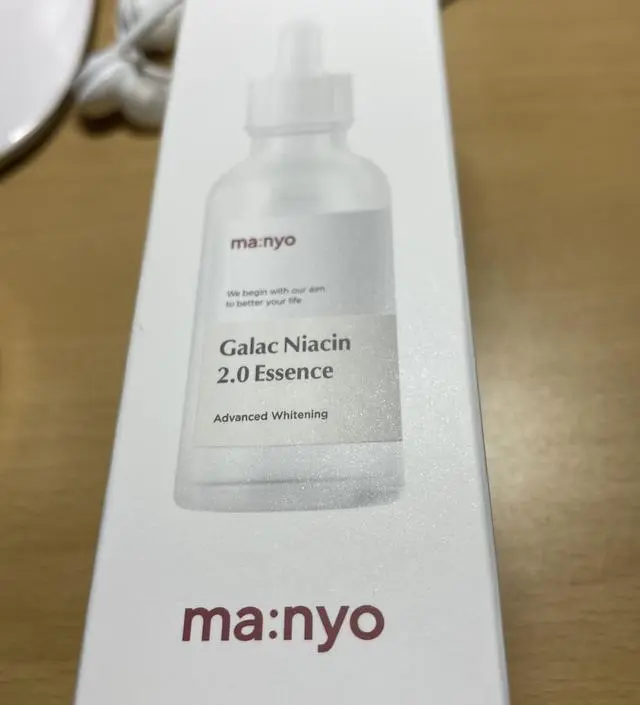 ma:nyo
We begin with our aim
to better your life
Galac Niacin
2.0 Essence
Advanced Whitening
ma:nyo